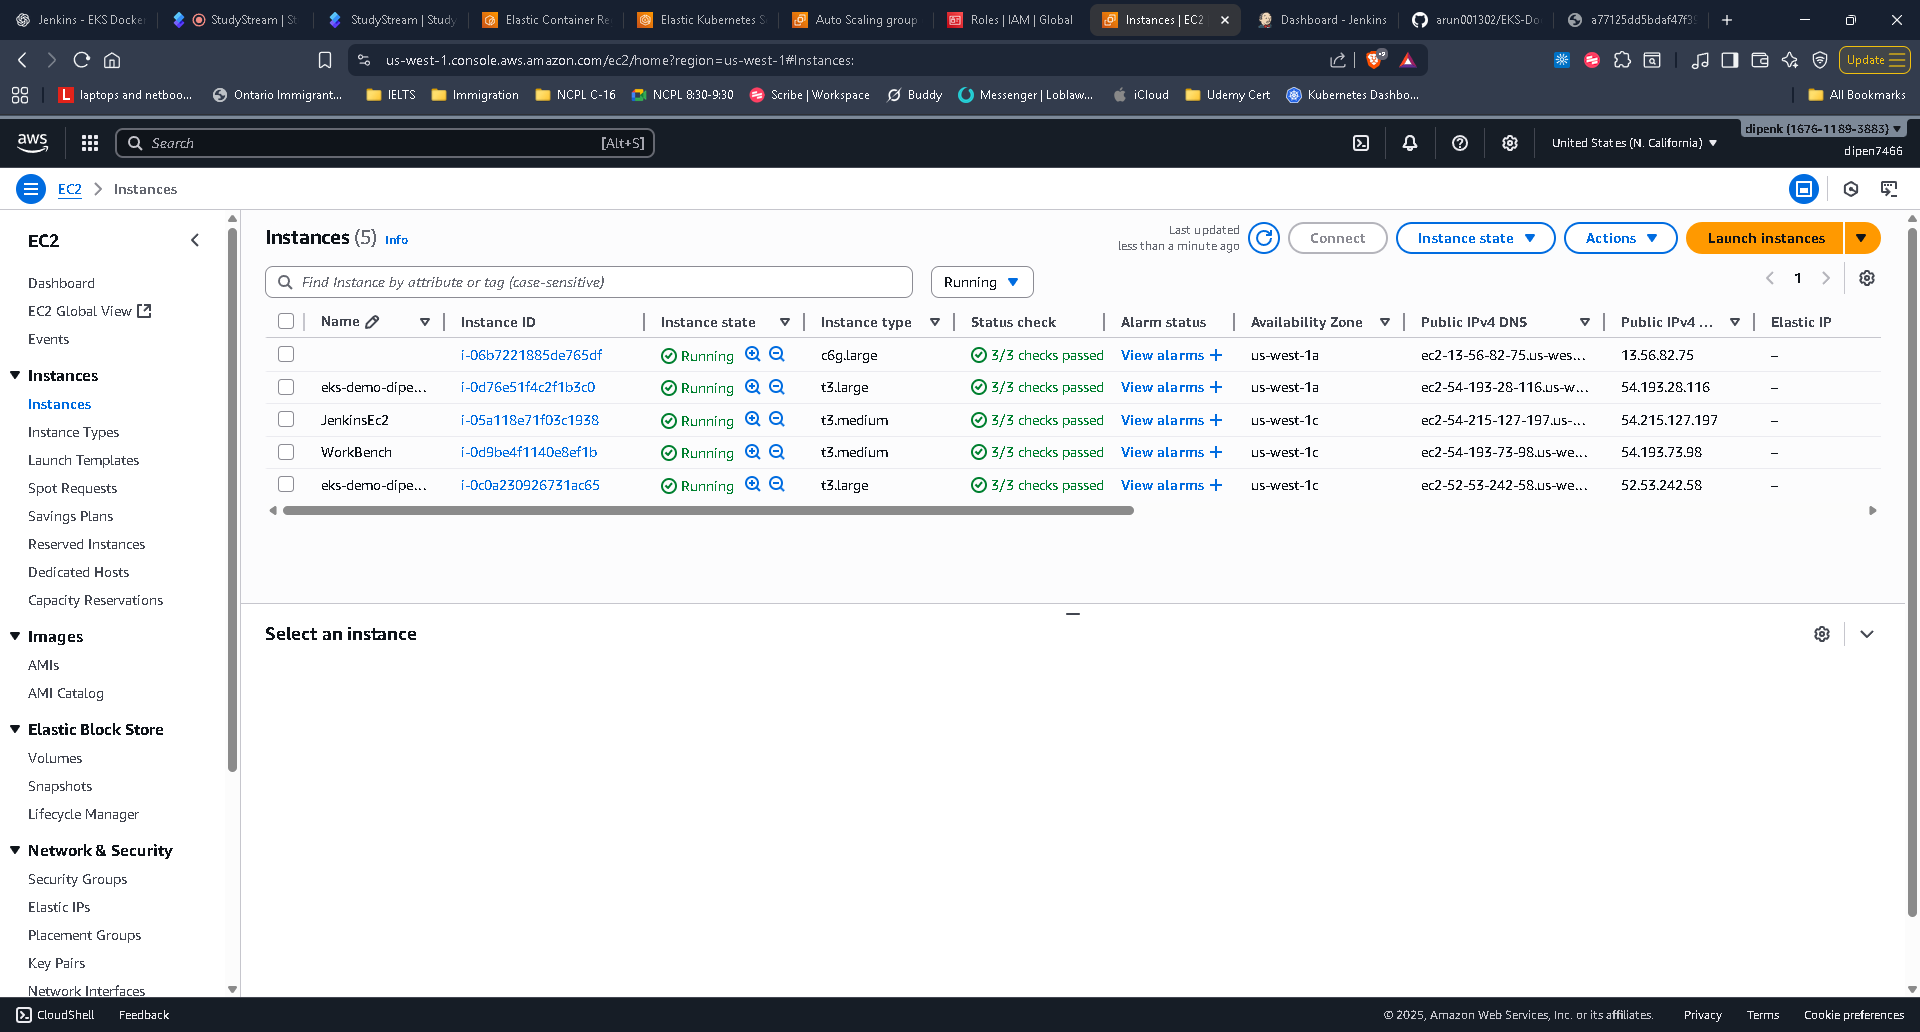 Jenkins - EKS Docker
StudyStream | St
StudyStream | Study
Elastic Container Re
Elastic Kubernetes S
Auto Scaling group
Roles | IAM | Global
Instances | EC2
Dashboard - Jenkins
arun001302/EKS-Do
a77125dd5bdaf47f39
us-west-1.console.aws.amazon.com/ec2/home?region=us-west-1#Instances:
Update
laptops and netboo...
Ontario Immigrant...
IELTS
Immigration
NCPL C-16
NCPL 8:30-9:30
Scribe | Workspace
Buddy
Messenger | Loblaw...
iCloud
Udemy Cert
Kubernetes Dashbo...
All Bookmarks
aws
Search
[Alt+S]
United States (N. California)
dipenk (1676-1189-3883)
dipen7466
EC2
Instances
EC2
Dashboard
EC2 Global View
Events
Instances
Instances
Instance Types
Launch Templates
Spot Requests
Savings Plans
Reserved Instances
Dedicated Hosts
Capacity Reservations
Images
AMIs
AMI Catalog
Elastic Block Store
Volumes
Snapshots
Lifecycle Manager
Network & Security
Security Groups
Elastic IPs
Placement Groups
Key Pairs
Network Interfaces
Instances (5) Info
Last updated
less than a minute ago
Connect
Instance state
Actions
Launch instances
Find Instance by attribute or tag (case-sensitive)
Running
1
Name Instance ID Instance state Instance type Status check Alarm status Availability Zone Public IPv4 DNS Public IPv4 ... Elastic IP
i-06b7221885de765df Running c6g.large 3/3 checks passed View alarms + us-west-1a ec2-13-56-82-75.us-wes... 13.56.82.75 –
eks-demo-dipe... i-0d76e51f4c2f1b3c0 Running t3.large 3/3 checks passed View alarms + us-west-1a ec2-54-193-28-116.us-w... 54.193.28.116 –
JenkinsEc2 i-05a118e71f03c1938 Running t3.medium 3/3 checks passed View alarms + us-west-1c ec2-54-215-127-197.us-... 54.215.127.197 –
WorkBench i-0d9be4f1140e8ef1b Running t3.medium 3/3 checks passed View alarms + us-west-1c ec2-54-193-73-98.us-we... 54.193.73.98 –
eks-demo-dipe... i-0c0a230926731ac65 Running t3.large 3/3 checks passed View alarms + us-west-1c ec2-52-53-242-58.us-we... 52.53.242.58 –
Select an instance
CloudShell
Feedback
© 2025, Amazon Web Services, Inc. or its affiliates.
Privacy
Terms
Cookie preferences